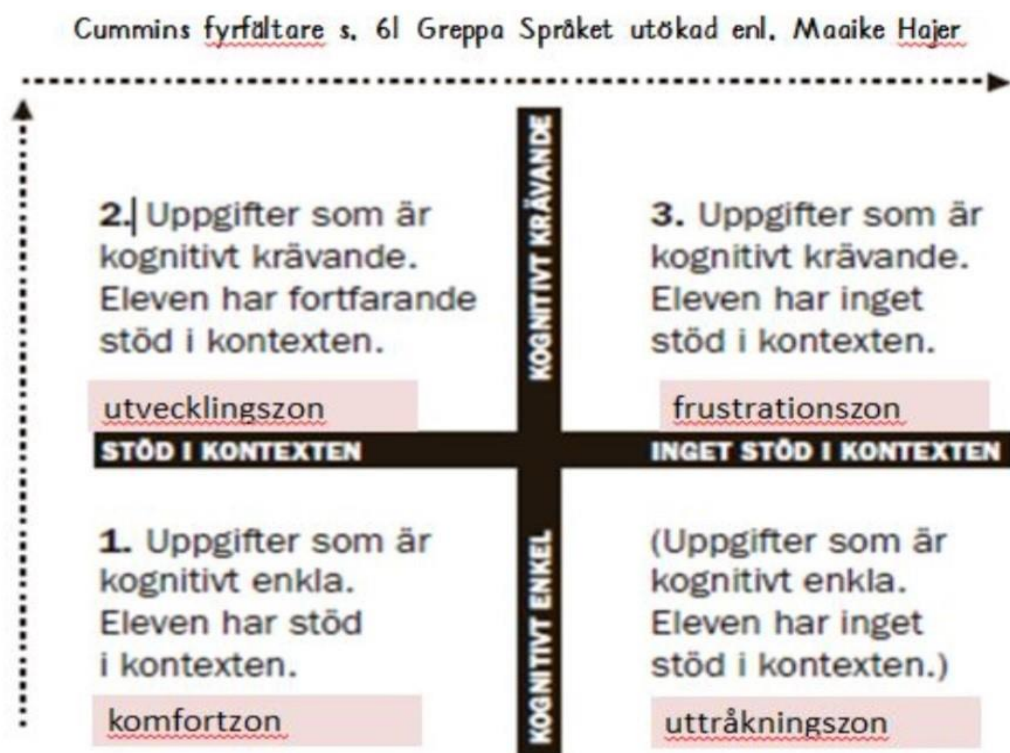 Cummins fyrfältare s. 61 Greppa Språket utökad enl. Maaike Hajer
KOGNITIVT KRÄVANDE
2. Uppgifter som är
kognitivt krävande.
Eleven har fortfarande
stöd i kontexten.
utvecklingszon
3. Uppgifter som är
kognitivt krävande.
Eleven har inget
stöd i kontexten.
frustrationszon
STÖD I KONTEXTEN
INGET STÖD I KONTEXTEN
1. Uppgifter som är
kognitivt enkla.
Eleven har stöd
i kontexten.
komfortzon
KOGNITIVT ENKEL
(Uppgifter som är
kognitivt enkla.
Eleven har inget
stöd i kontexten.)
uttråkningszon